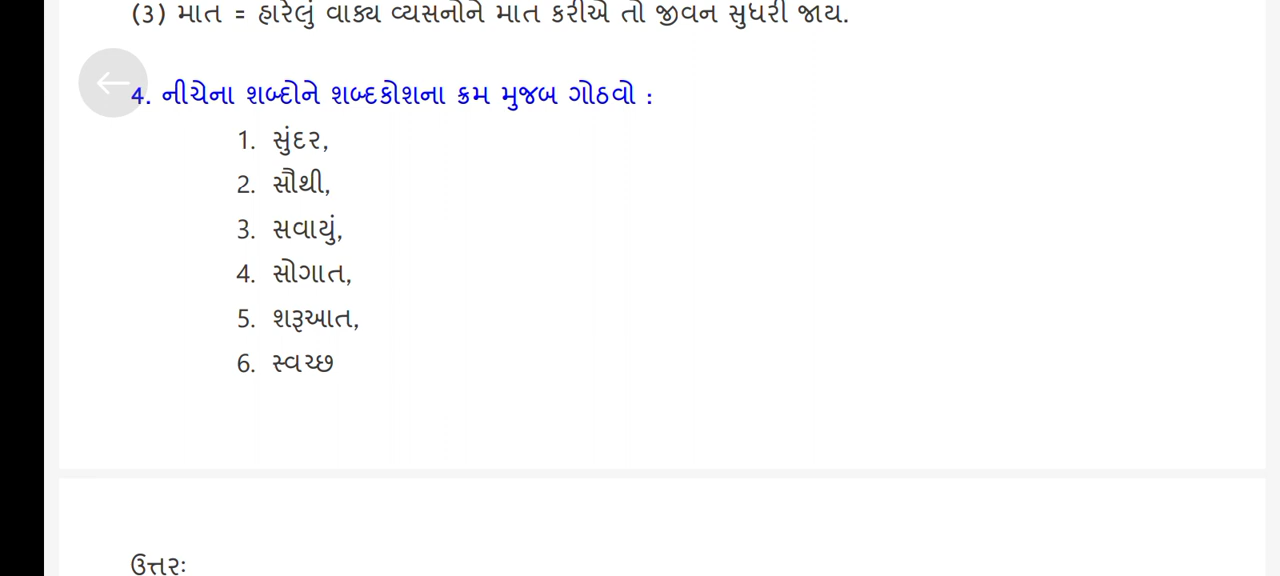 (3) માત = હારેલું વાક્ય વ્યસનોને માત કરીએ તો જીવન સુધરી જાય.
4. નીચેના શબ્દોને શબ્દકોશના ક્રમ મુજબ ગોઠવો :
1. સુંદર,
2. સૌથી,
3. સવાયું,
4. સોગાત,
5. શરૂઆત,
6. સ્વચ્છ
ઉત્તરઃ